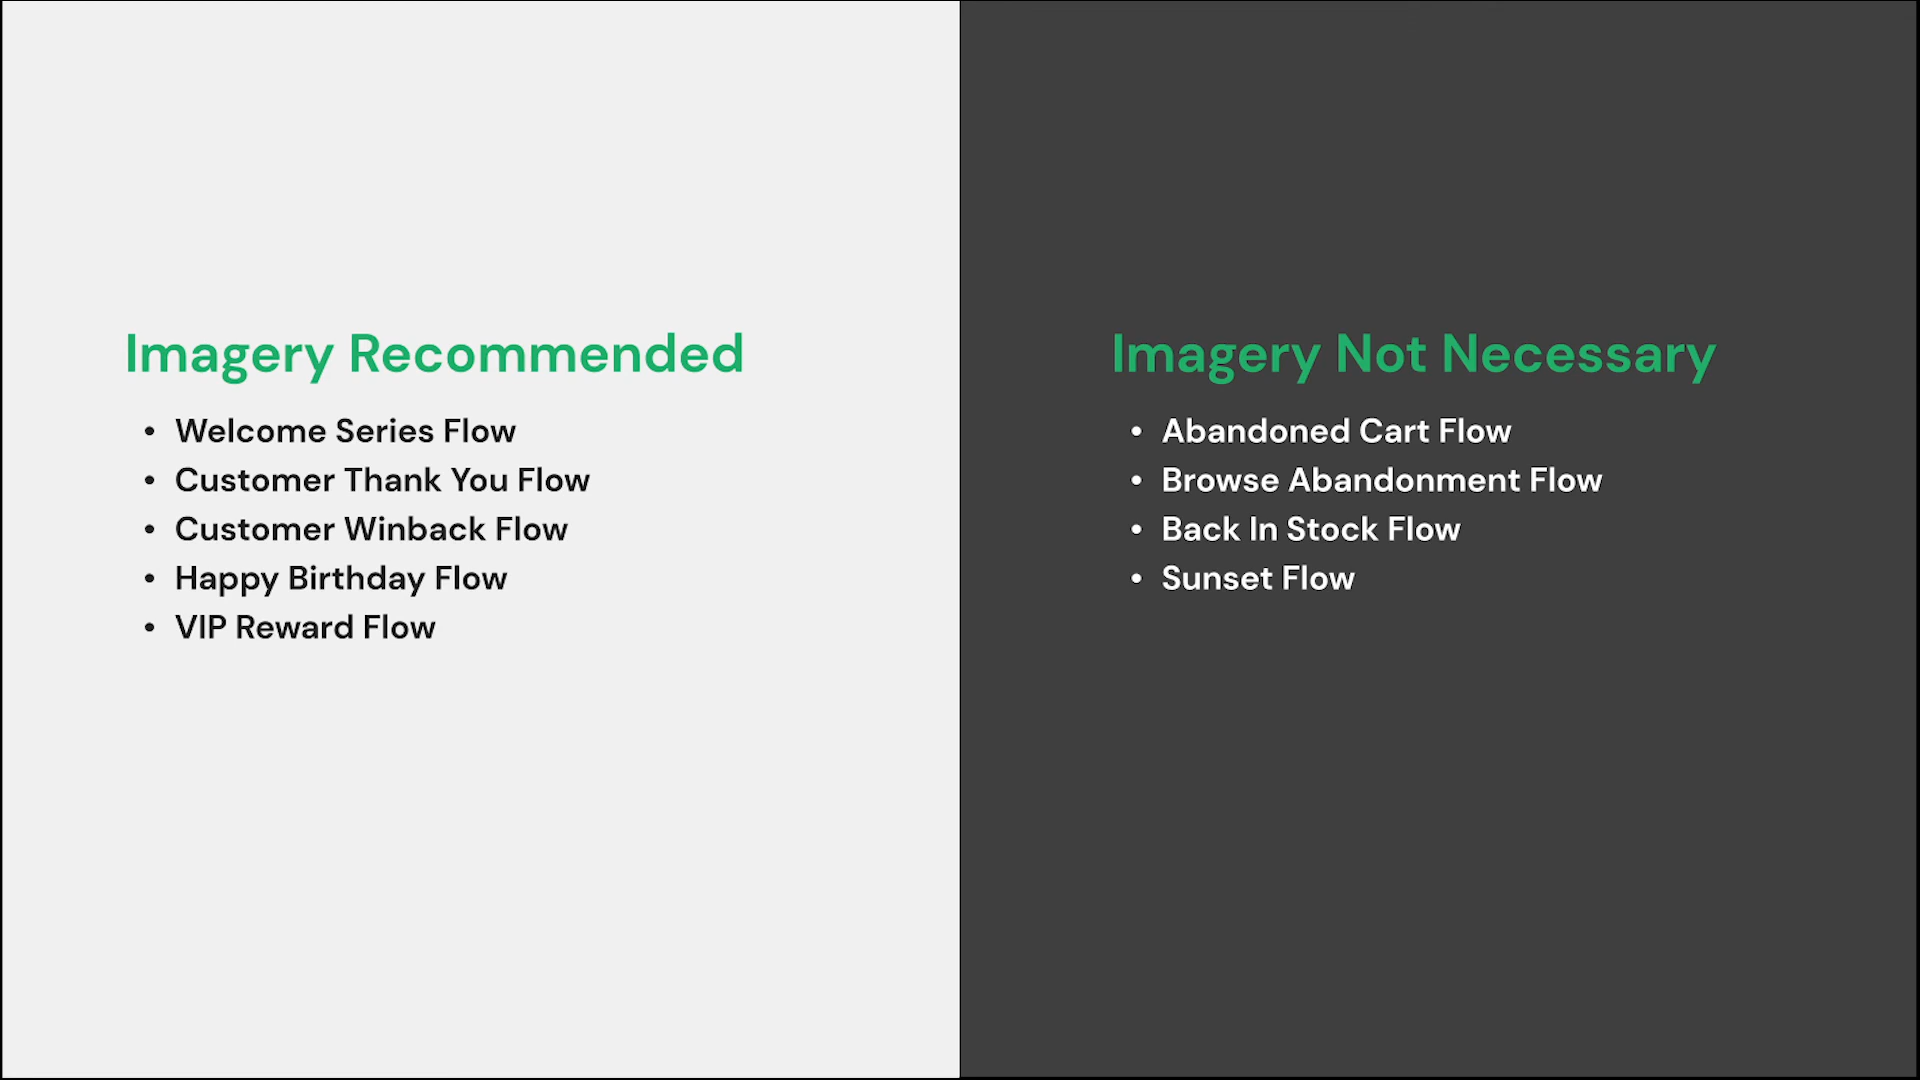 Imagery Recommended
• Welcome Series Flow
• Customer Thank You Flow
• Customer Winback Flow
• Happy Birthday Flow
• VIP Reward Flow
Imagery Not Necessary
• Abandoned Cart Flow
• Browse Abandonment Flow
• Back In Stock Flow
• Sunset Flow